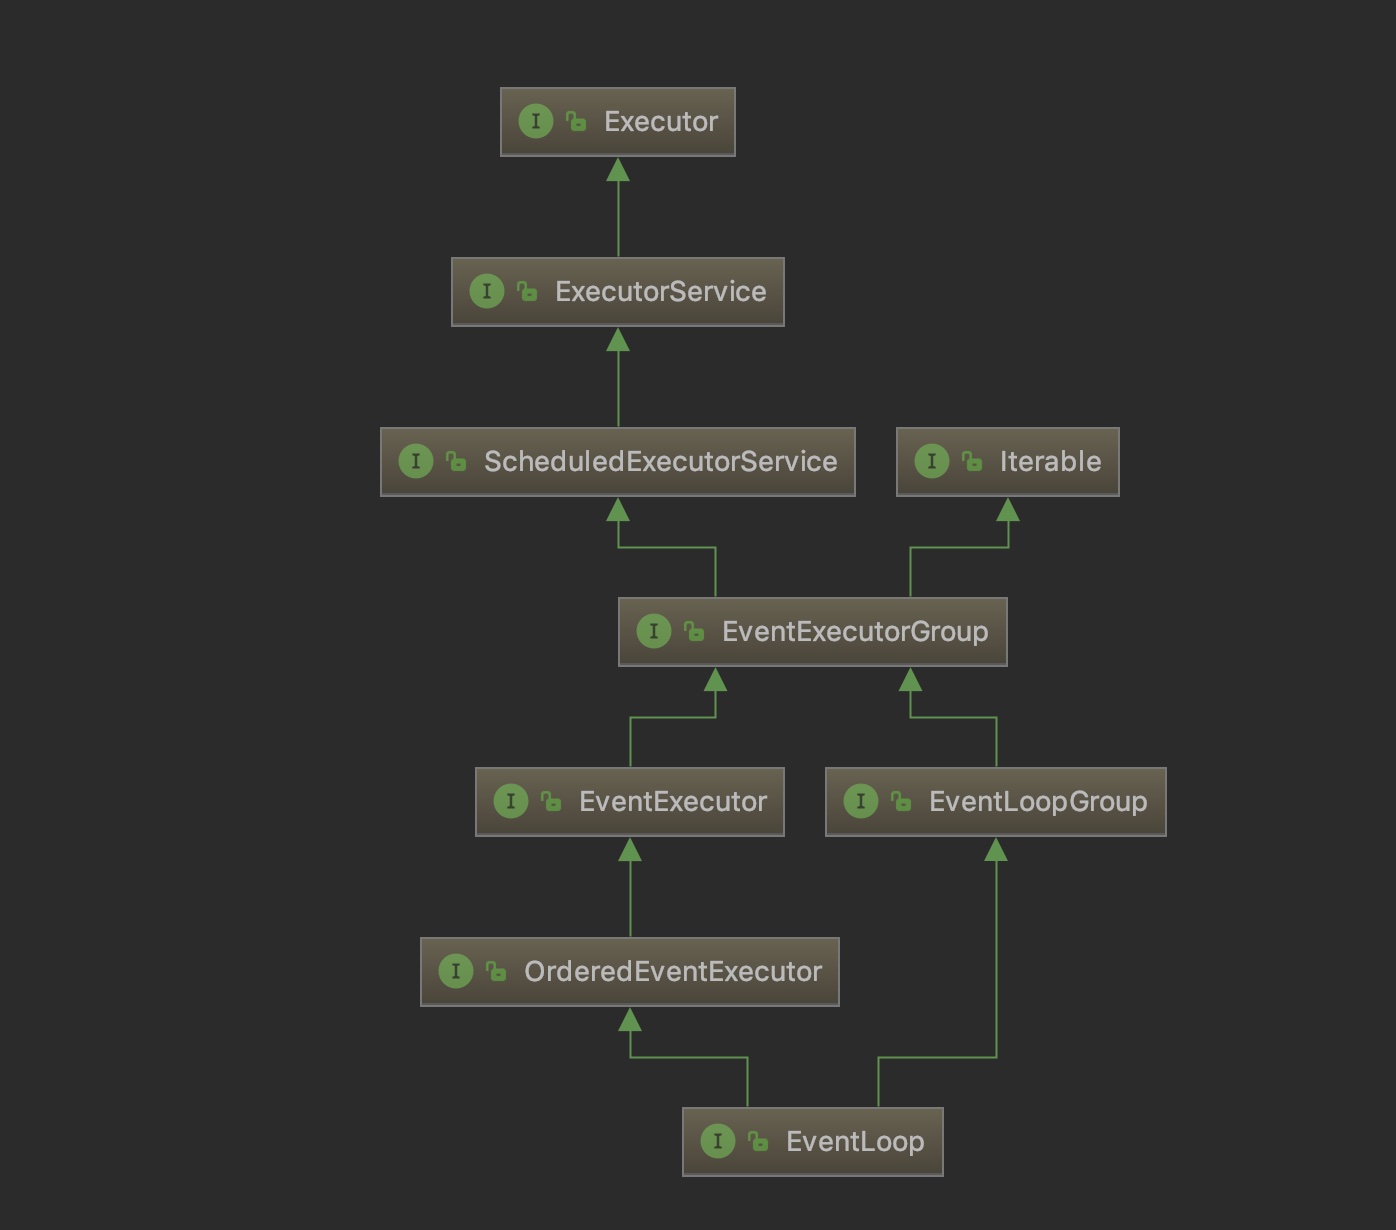 I Executor
I ExecutorService
I ScheduledExecutorService
I Iterable
I EventExecutorGroup
I EventExecutor
I EventLoopGroup
I OrderedEventExecutor
I EventLoop